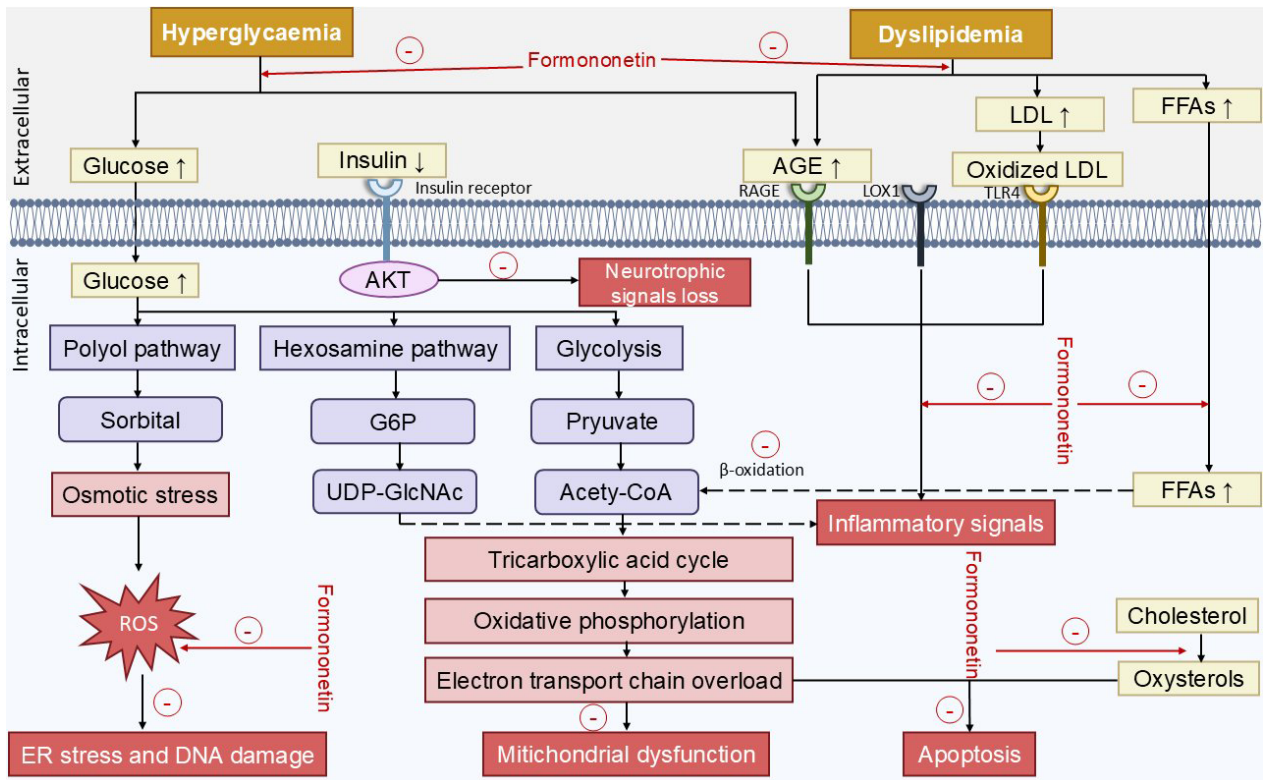 Hyperglycaemia
-
Formononetin
-
Dyslipidemia
Extracellular
LDL ↑
FFAs ↑
Glucose ↑
Insulin ↓
Insulin receptor
AGE ↑
Oxidized LDL
RAGE
LOX1
TLR4
Intracellular
Glucose ↑
AKT
-
Neurotrophic
signals loss
Polyol pathway
Hexosamine pathway
Glycolysis
Formononetin
-
-
Sorbital
G6P
Pryuvate
-
β-oxidation
Osmotic stress
UDP-GlcNAc
Acety-CoA
FFAs ↑
Inflammatory signals
Tricarboxylic acid cycle
ROS
-
Formononetin
Oxidative phosphorylation
Formononetin
-
Cholesterol
Electron transport chain overload
Oxysterols
-
-
-
ER stress and DNA damage
Mitichondrial dysfunction
Apoptosis